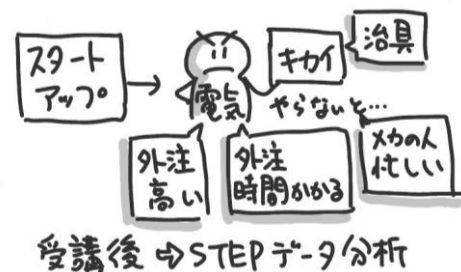 スタート
アップ
電気
キカイ
治具
やらないと…
外注
高い
外注
時間かかる
メカの人
忙しい
受講後 ⇨ STEPデータ分析